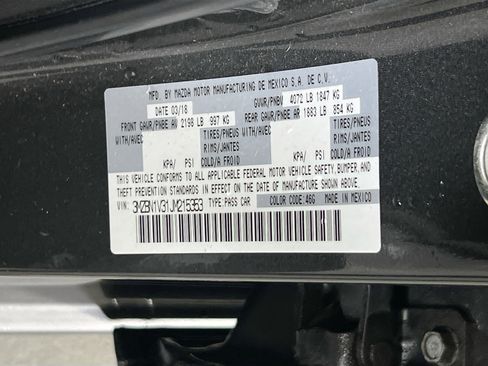 MFD. BY MAZDA MOTOR MANUFACTURING DE MEXICO S.A. DE C.V.
DATE 03/18 GVWR/PNBV 4072 LB 1847 KG
FRONT GAWR/PNBE AV 2198 LB 997 KG REAR GAWR/PNBE AR 1883 LB 854 KG
WITH/AVEC TIRES/PNEUS WITH/AVEC TIRES/PNEUS
RIMS/JANTES RIMS/JANTES
KPA/ PSI COLD/A FROID KPA/ PSI COLD/A FROID
THIS VEHICLE CONFORMS TO ALL APPLICABLE FEDERAL MOTOR VEHICLE SAFETY, BUMPER, AND
THEFT PREVENTION STANDARDS IN EFFECT ON THE DATE OF MANUFACTURE SHOWN ABOVE.
VIN: 3MZBN1V31JM215353 TYPE: PASS CAR COLOR CODE: 46G MADE IN MEXICO